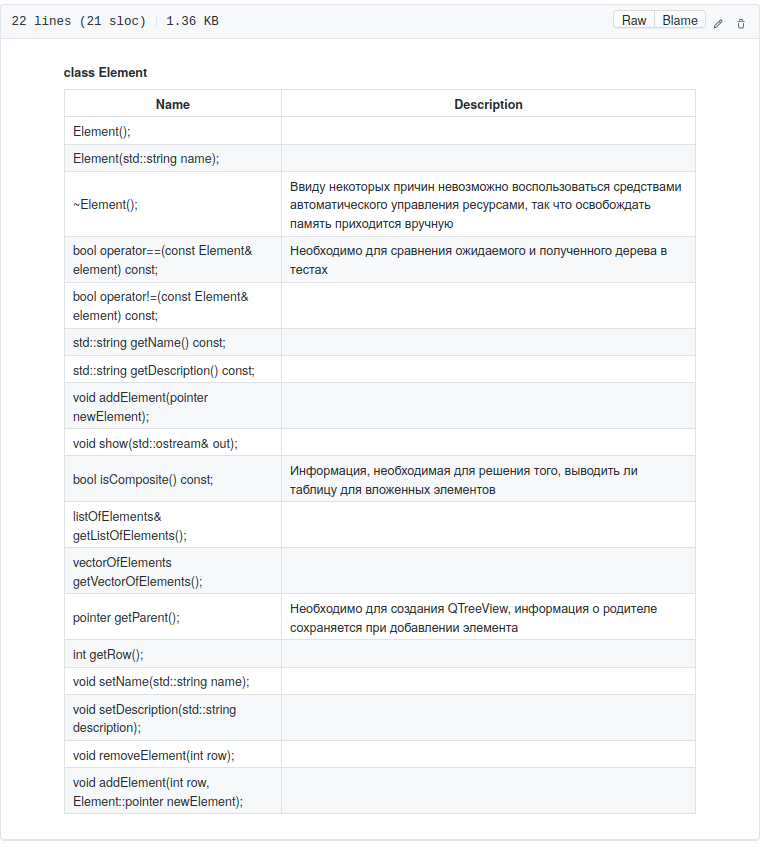 22 lines (21 sloc) 1.36 KB Raw Blame
class Element
Name Description
Element();
Element(std::string name);
~Element();
Ввиду некоторых причин невозможно воспользоваться средствами
автоматического управления ресурсами, так что освобождать
память приходится вручную
bool operator==(const Element&
element) const;
Необходимо для сравнения ожидаемого и полученного дерева в
тестах
bool operator!=(const Element&
element) const;
std::string getName() const;
std::string getDescription() const;
void addElement(pointer
newElement);
void show(std::ostream& out);
bool isComposite() const;
Информация, необходимая для решения того, выводить ли
таблицу для вложенных элементов
listOfElements&
getListOfElements();
vectorOfElements
getVectorOfElements();
pointer getParent();
Необходимо для создания QTreeView, информация о родителе
сохраняется при добавлении элемента
int getRow();
void setName(std::string name);
void setDescription(std::string
description);
void removeElement(int row);
void addElement(int row,
Element::pointer newElement);